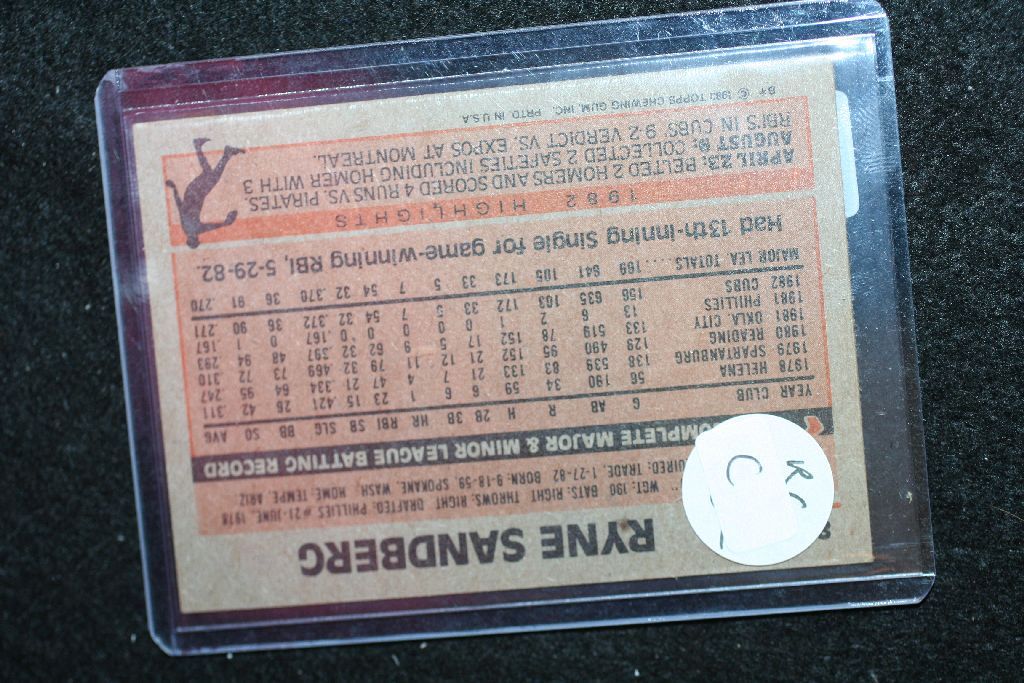 8
RYNE SANDBERG
WGT. 190 BATS: RIGHT THROWS: RIGHT DRAFTED: PHILLIES #21-JUNE, 1978
UIRED: TRADE, 1-27-82 BORN: 9-18-59, SPOKANE, WASH. HOME: TEMPE, ARIZ.
OMPLETE MAJOR & MINOR LEAGUE BATTING RECORD
YEAR CLUB G AB R H 2B 3B HR RBI SB SLG BB SO AVG
1978 HELENA 56 190 34 59 6 6 1 23 15 .421 26 42 .311
1979 SPARTANBURG 138 539 83 133 21 7 4 47 21 .334 64 95 .247
1980 READING 129 490 95 152 21 12 11 79 32 .469 73 72 .310
1981 OKLA. CITY 133 519 78 152 17 5 9 62 32 .397 48 94 .293
1981 PHILLIES 13 6 2 1 0 0 0 0 0 .167 0 1 .167
1982 CUBS 156 635 103 172 33 5 7 54 32 .372 36 90 .271
MAJOR LEA. TOTALS.... 169 641 105 173 33 5 7 54 32 .370 36 91 .270
Had 13th-inning Single for game-winning RBI, 5-29-82.
1982 HIGHLIGHTS
APRIL 23: BELTED 2 HOMERS AND SCORED 4 RUNS VS. PIRATES.
AUGUST 9: COLLECTED 2 SAFETIES INCLUDING HOMER WITH 3
RBI'S IN CUBS' 9-2 VERDICT VS. EXPOS AT MONTREAL.
B* © 1983 TOPPS CHEWING GUM, INC. PRTD. IN U.S.A.
RC